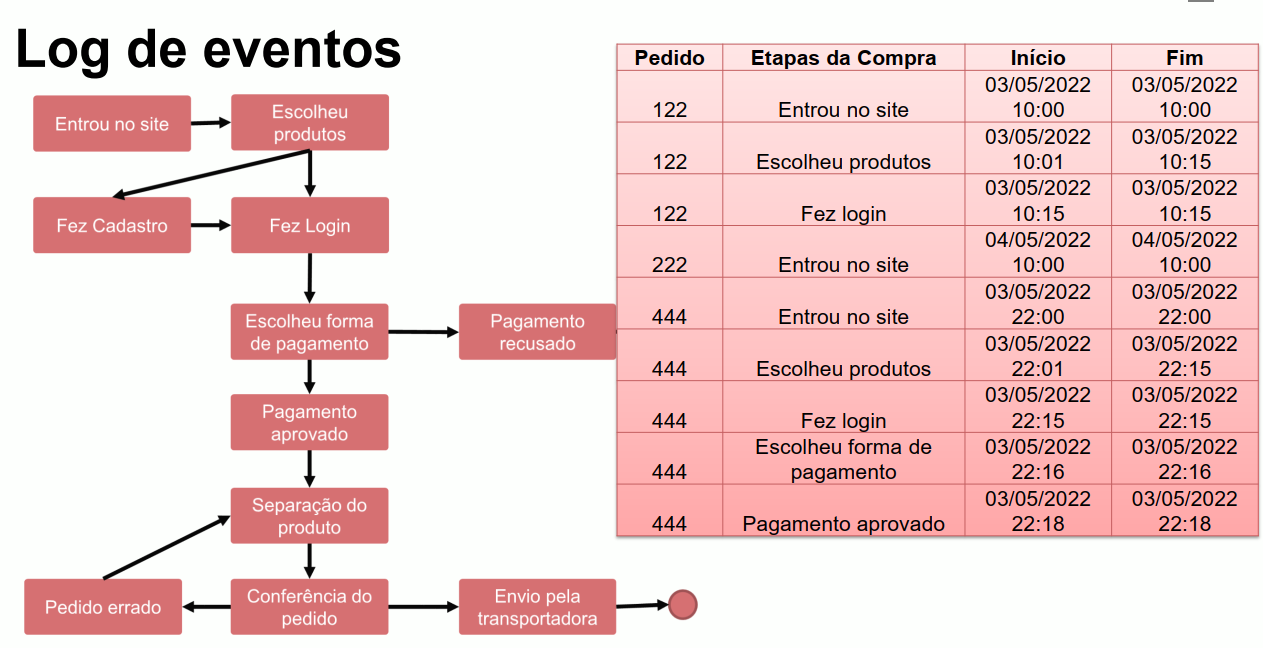 Log de eventos
Entrou no site
Escolheu
produtos
Fez Cadastro
Fez Login
Escolheu forma
de pagamento
Pagamento
recusado
Pagamento
aprovado
Separação do
produto
Pedido errado
Conferência do
pedido
Envio pela
transportadora
Pedido Etapas da Compra Início Fim
03/05/2022 03/05/2022
122 Entrou no site 10:00 10:00
03/05/2022 03/05/2022
122 Escolheu produtos 10:01 10:15
03/05/2022 03/05/2022
122 Fez login 10:15 10:15
04/05/2022 04/05/2022
222 Entrou no site 10:00 10:00
03/05/2022 03/05/2022
444 Entrou no site 22:00 22:00
03/05/2022 03/05/2022
444 Escolheu produtos 22:01 22:15
03/05/2022 03/05/2022
444 Fez login 22:15 22:15
Escolheu forma de 03/05/2022 03/05/2022
444 pagamento 22:16 22:16
03/05/2022 03/05/2022
444 Pagamento aprovado 22:18 22:18